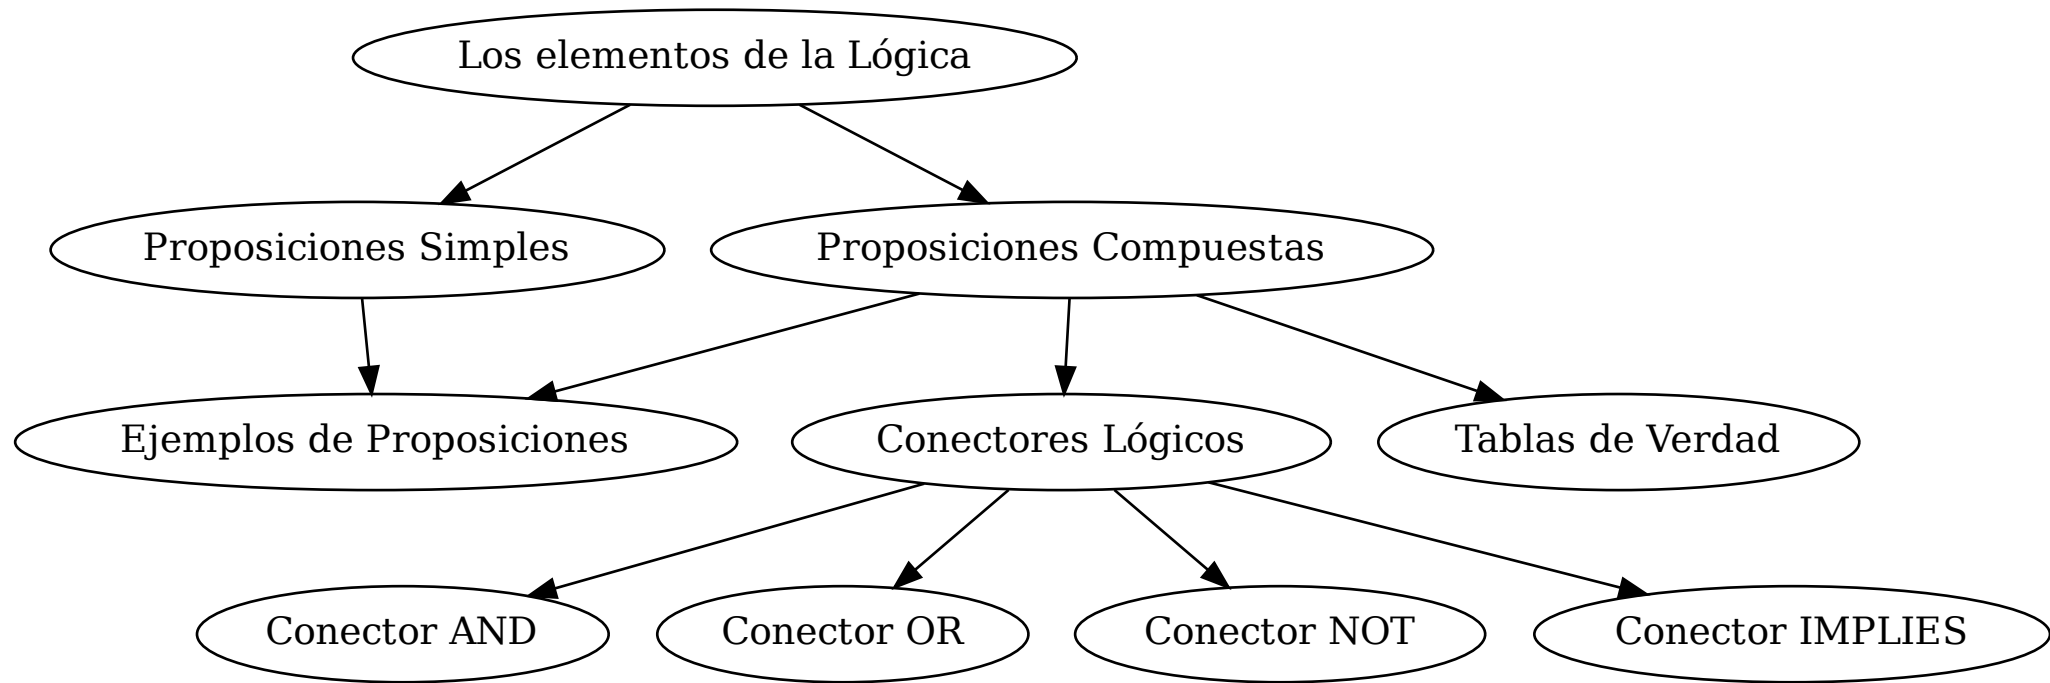 Los elementos de la Lógica
Proposiciones Simples
Proposiciones Compuestas
Ejemplos de Proposiciones
Conectores Lógicos
Tablas de Verdad
Conector AND
Conector OR
Conector NOT
Conector IMPLIES